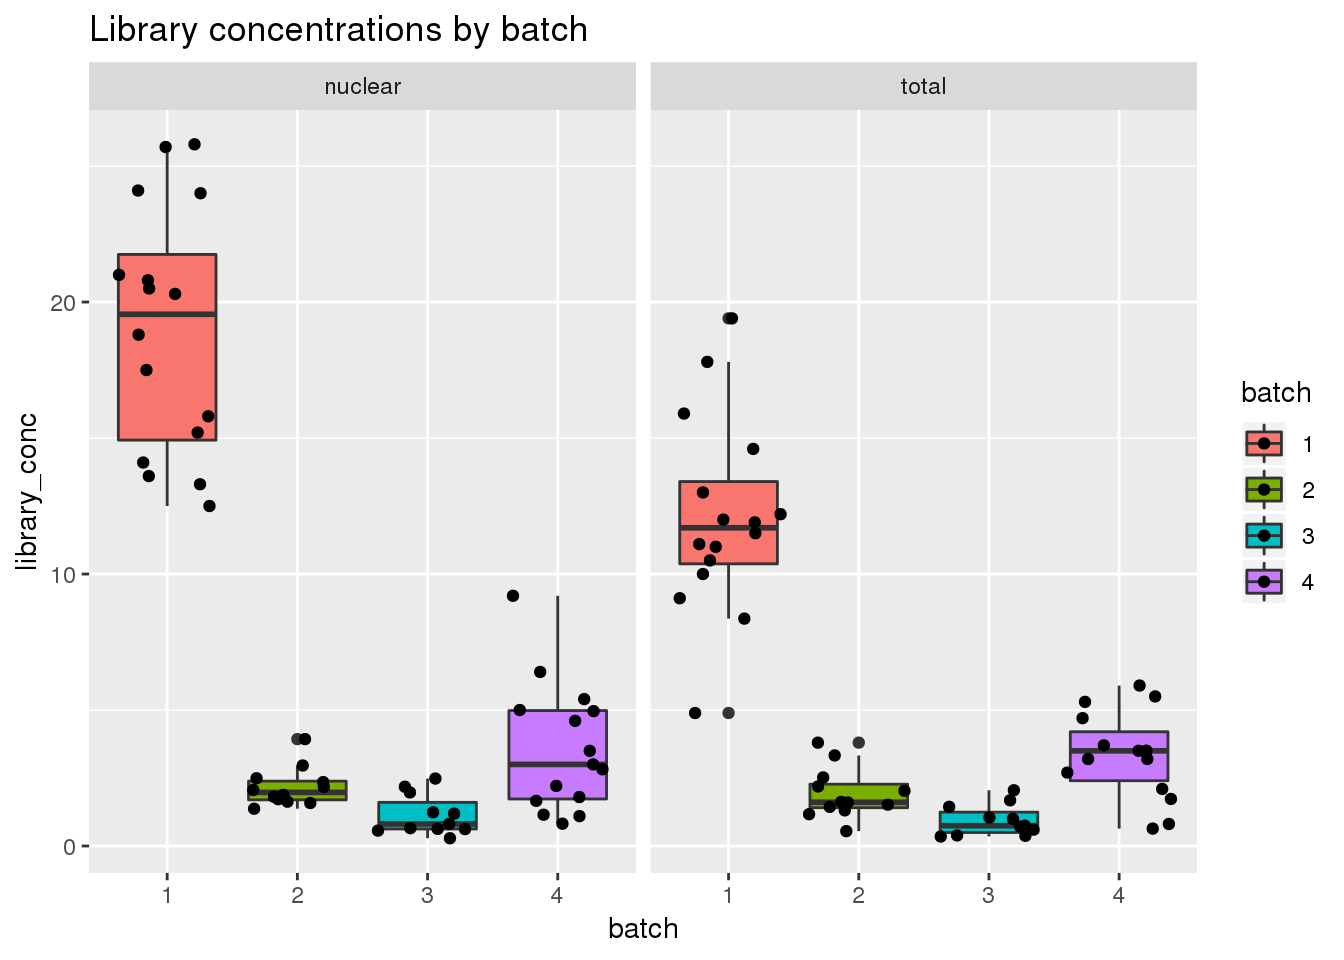 Library concentrations by batch
nuclear
total
library_conc
20
10
0
1 2 3 4
1 2 3 4
batch
batch
1
2
3
4